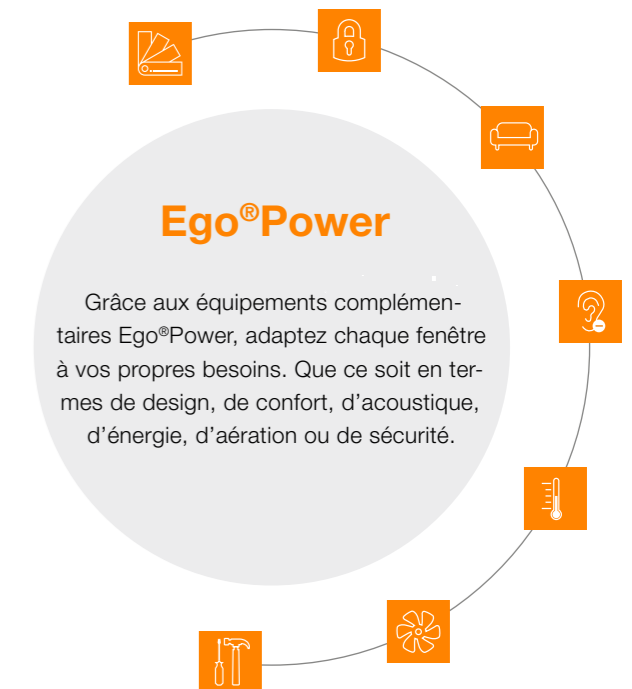 Ego®Power
Grâce aux équipements complémen-
taires Ego®Power, adaptez chaque fenêtre
à vos propres besoins. Que ce soit en ter-
mes de design, de confort, d’acoustique,
d’énergie, d’aération ou de sécurité.